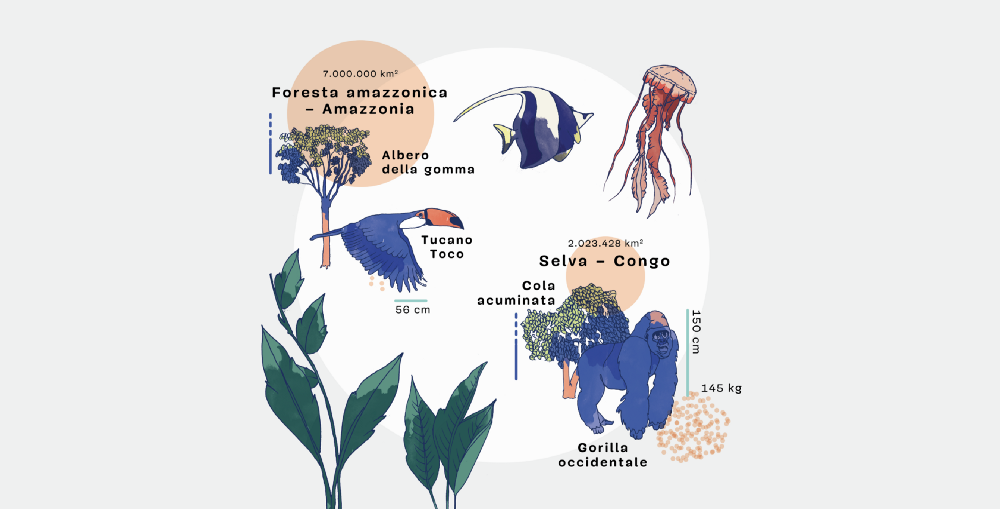 7.000.000 km²
Foresta amazzonica
– Amazzonia
Albero
della gomma
Tucano
Toco
56 cm
2.023.428 km²
Selva – Congo
Cola
acuminata
150 cm
145 kg
Gorilla
occidentale